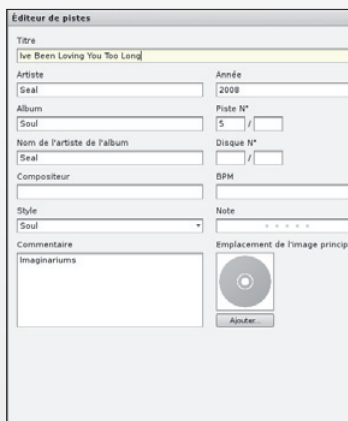 Éditeur de pistes
Titre
Ive Been Loving You Too Long
Artiste
Année
Seal
2008
Album
Piste N°
Soul
5 /
Nom de l'artiste de l'album
Disque N°
Seal
/
Compositeur
BPM
Style
Note
Soul
Commentaire
Emplacement de l'image princip
Imaginariums
Ajouter...